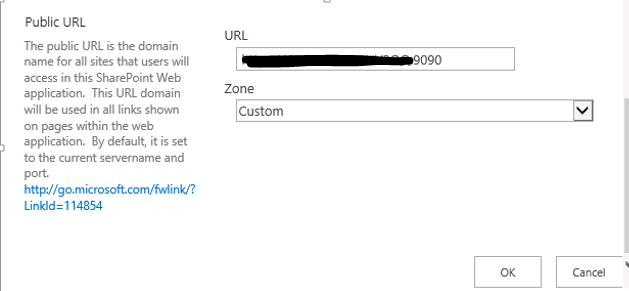 Public URL
The public URL is the domain
name for all sites that users will
access in this SharePoint Web
application.  This URL domain
will be used in all links shown
on pages within the web
application.  By default, it is set
to the current servername and
port.
http://go.microsoft.com/fwlink/?
LinkId=114854
URL
9090
Zone
Custom
OK
Cancel